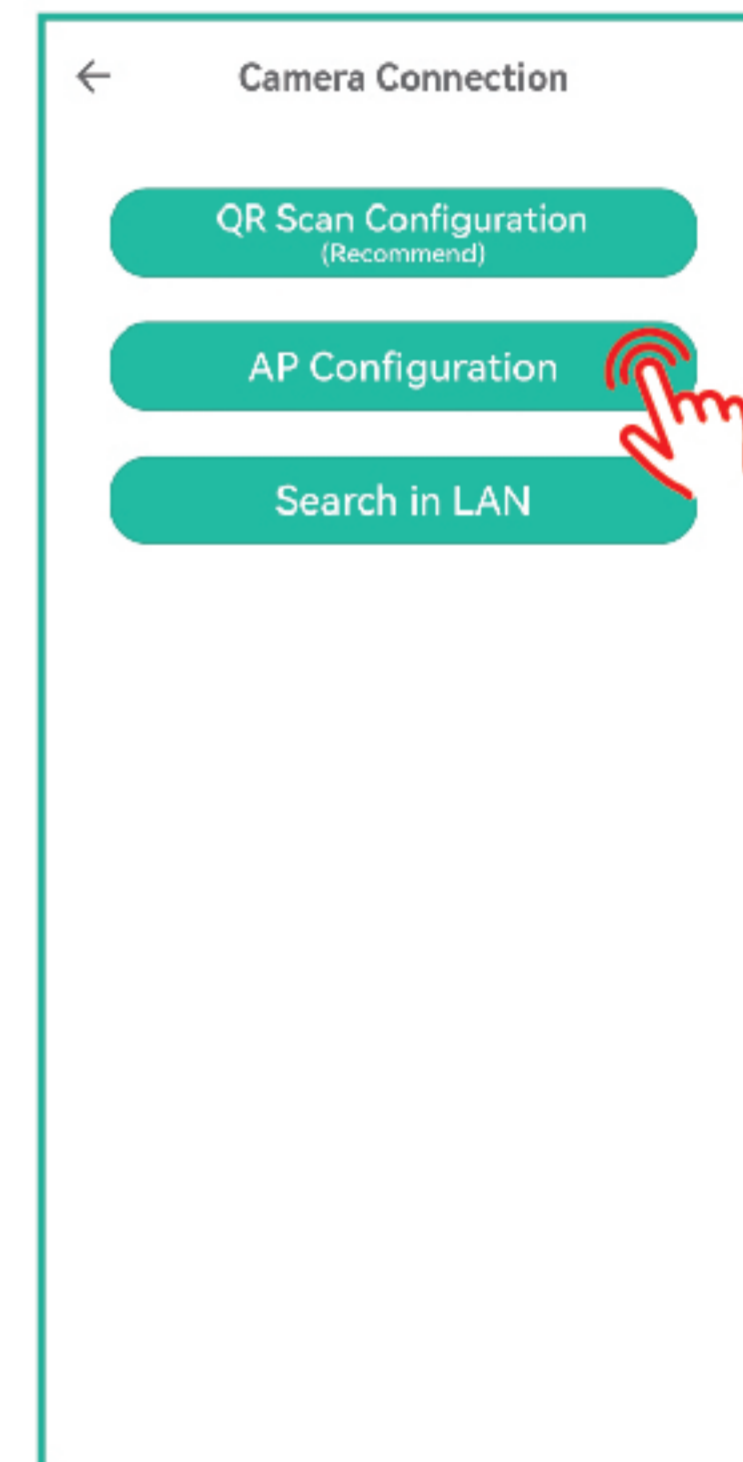 Camera Connection
QR Scan Configuration
(Recommend)
AP Configuration
Search in LAN